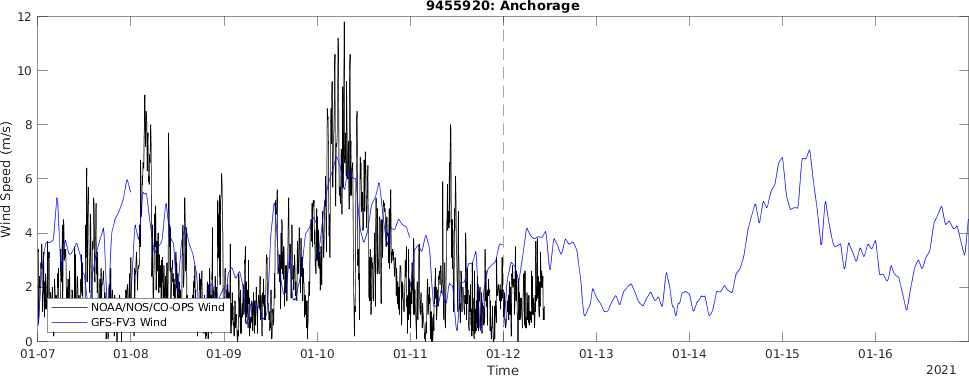 9455920: Anchorage
Wind Speed (m/s)
12
10
8
6
4
2
0
NOAA/NOS/CO-OPS Wind
GFS-FV3 Wind
01-07 01-08 01-09 01-10 01-11 01-12 01-13 01-14 01-15 01-16
Time
2021